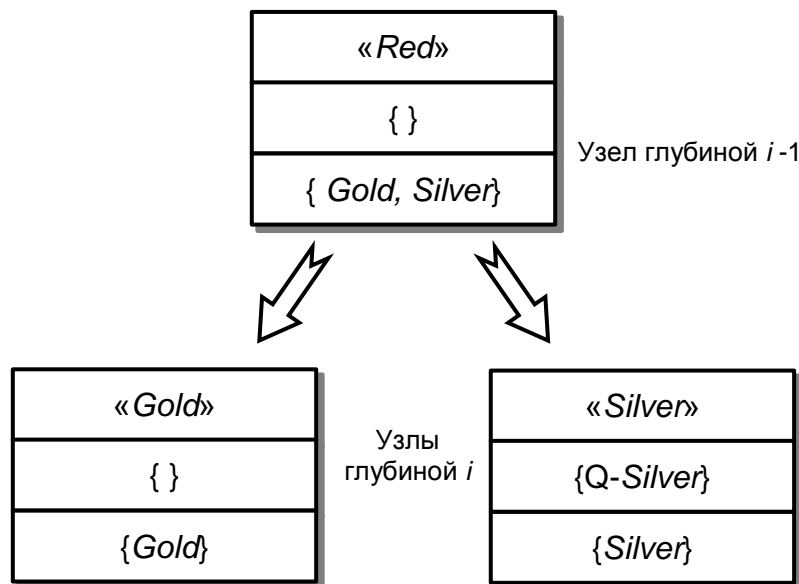 «Red»
{ }
{ Gold, Silver}
Узел глубиной i -1
«Gold»
{ }
{Gold}
Узлы
глубиной i
«Silver»
{Q-Silver}
{Silver}